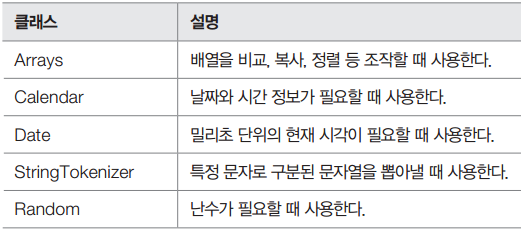 클래스 설명
Arrays 배열을 비교, 복사, 정렬 등 조작할 때 사용한다.
Calendar 날짜와 시간 정보가 필요할 때 사용한다.
Date 밀리초 단위의 현재 시각이 필요할 때 사용한다.
StringTokenizer 특정 문자로 구분된 문자열을 뽑아낼 때 사용한다.
Random 난수가 필요할 때 사용한다.